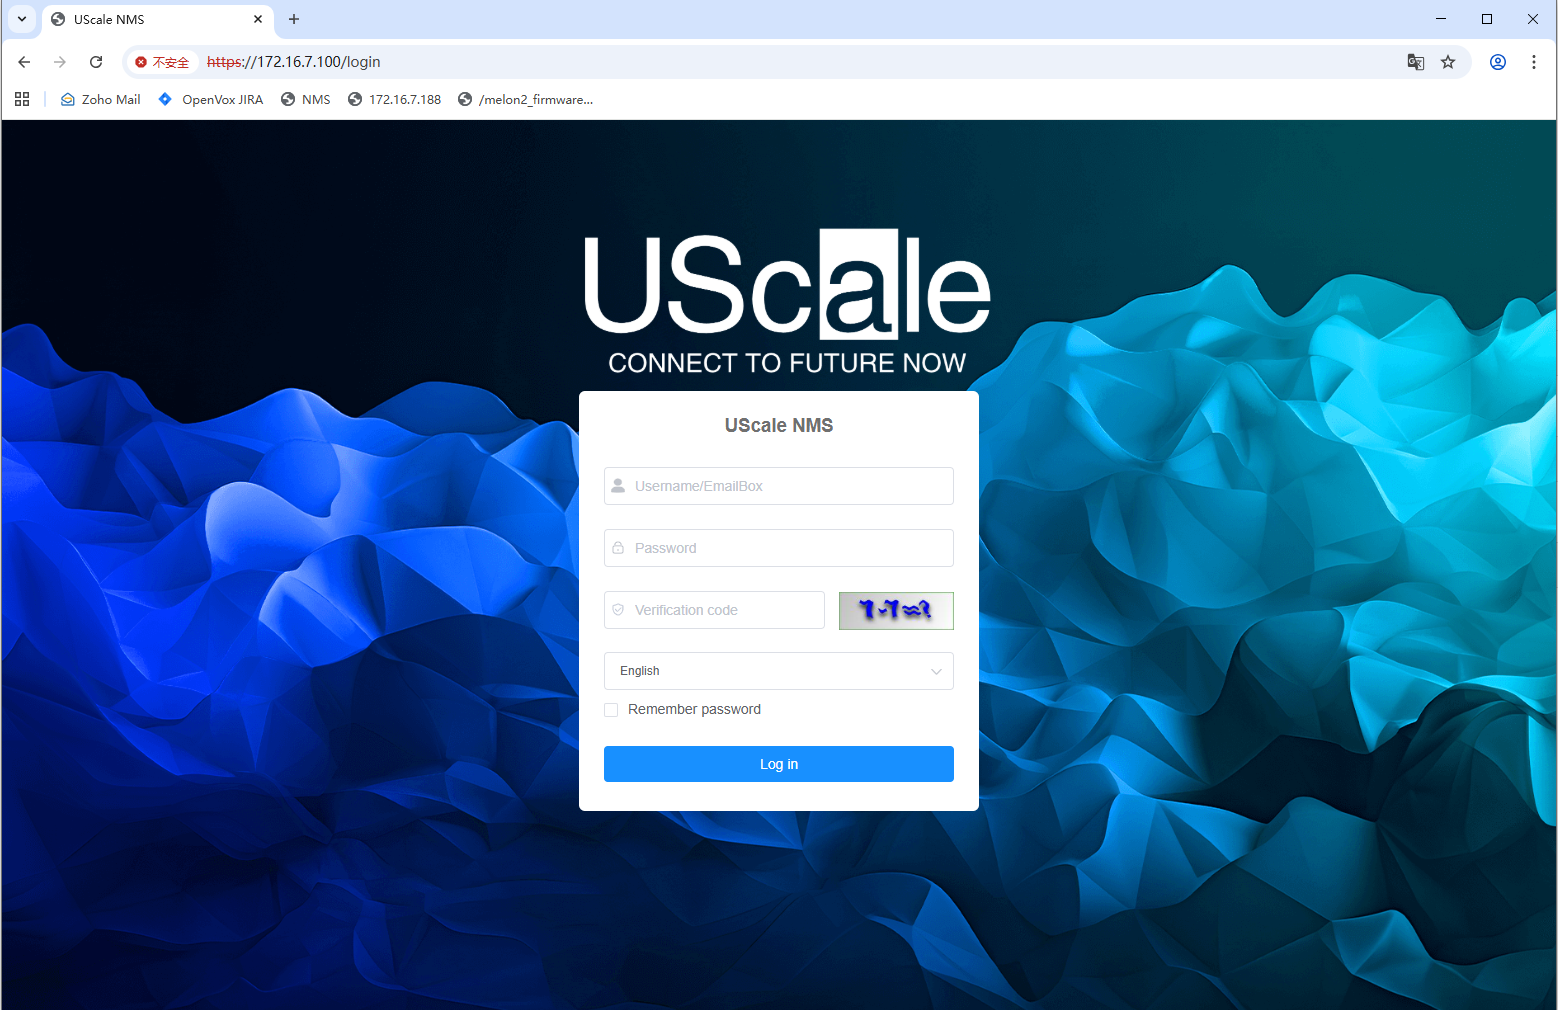 UScale NMS
不安全 https://172.16.7.100/login
Zoho Mail OpenVox JIRA NMS 172.16.7.188 /melon2_firmware...
UScale
CONNECT TO FUTURE NOW
UScale NMS
Username/EmailBox
Password
Verification code 7-7=?
English
Remember password
Log in